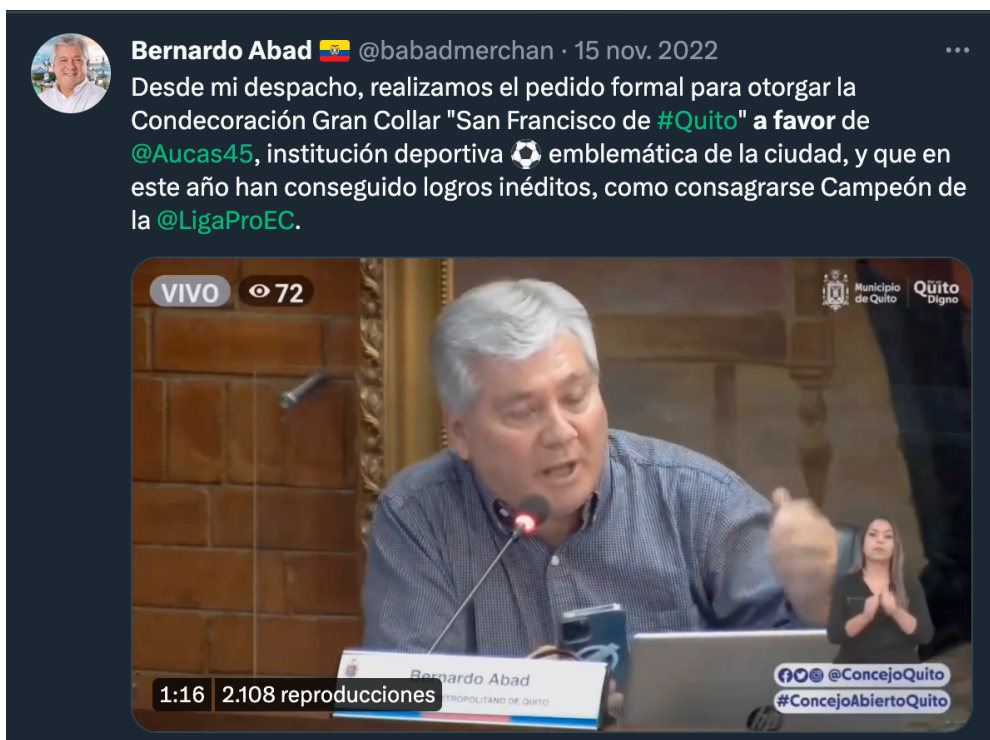 Bernardo Abad 🇪🇨 @babadmerchan · 15 nov. 2022
Desde mi despacho, realizamos el pedido formal para otorgar la
Condecoración Gran Collar "San Francisco de #Quito" a favor de
@Aucas45, institución deportiva ⚽ emblemática de la ciudad, y que en
este año han conseguido logros inéditos, como consagrarse Campeón de
la @LigaProEC.
VIVO 72
Municipio
de Quito
Quito
Digno
Bernardo Abad
TROPOLITANO DE QUITO
1:16 2.108 reproducciones
hp
@ConcejoQuito
#ConcejoAbiertoQuito